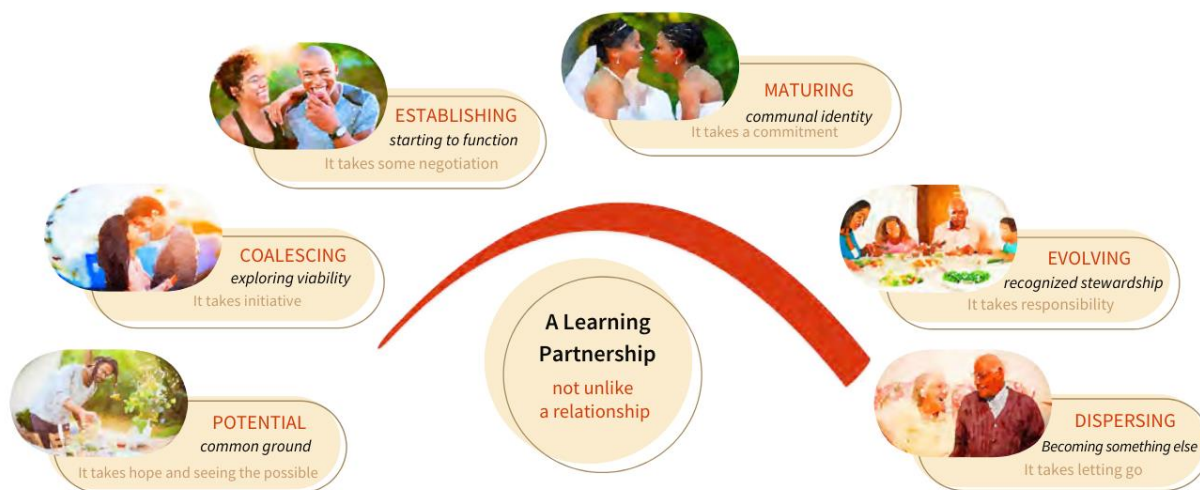 POTENTIAL
common ground
It takes hope and seeing the possible
COALESCING
exploring viability
It takes initiative
ESTABLISHING
starting to function
It takes some negotiation
MATURING
communal identity
It takes a commitment
EVOLVING
recognized stewardship
It takes responsibility
DISPERSING
Becoming something else
It takes letting go
A Learning
Partnership
not unlike
a relationship